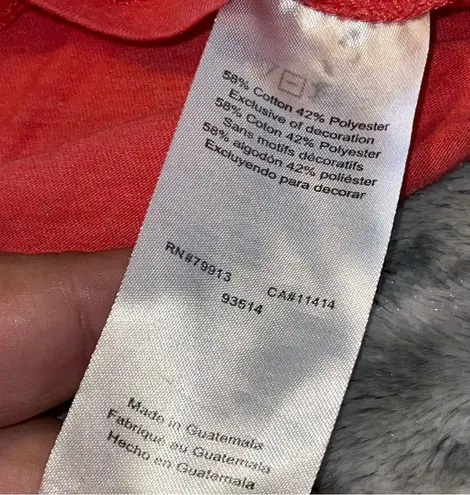 58% Cotton 42% Polyester
Exclusive of decoration
58% Coton 42% Polyester
Sans motifs décoratifs
58% algodón 42% poliéster
Excluyendo para decorar
RN#79913 CA#11414
93514
Made in Guatemala
Fabriqué au Guatemala
Hecho en Guatemala